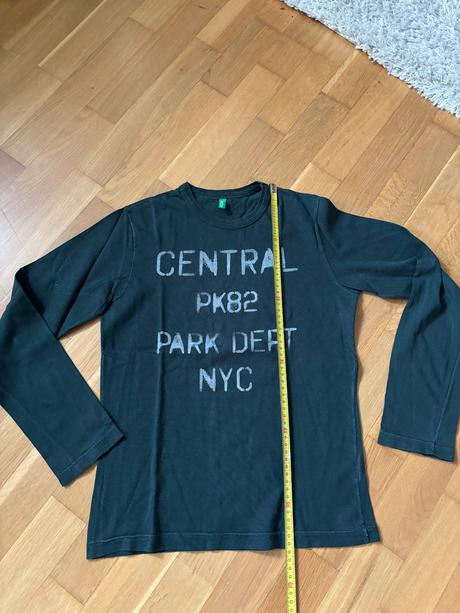 CENTRAL
PK82
PARK DEPT
NYC